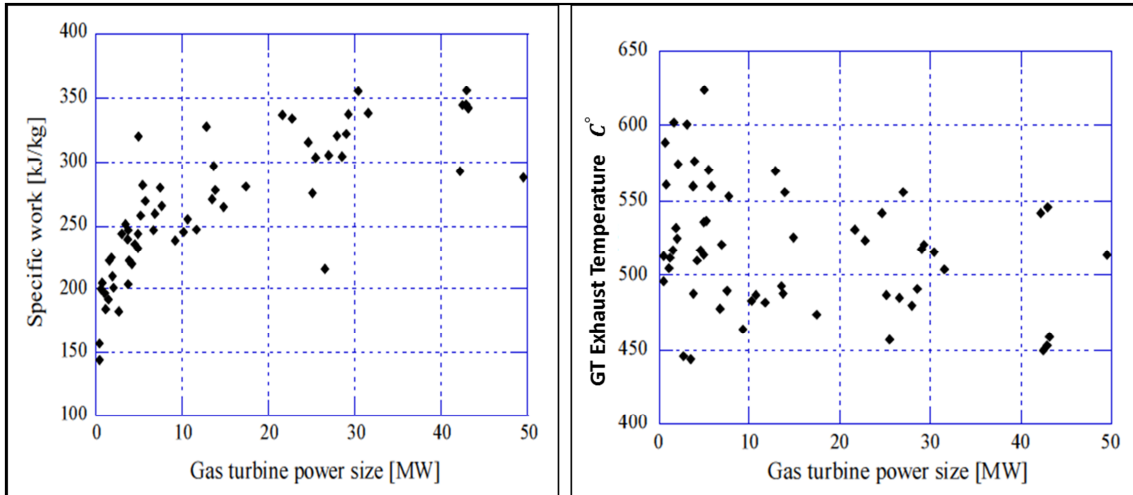 400
350
300
250
200
150
100
Specific work [kJ/kg]
0 10 20 30 40 50
Gas turbine power size [MW]
650
600
550
500
450
400
GT Exhaust Temperature C°
0 10 20 30 40 50
Gas turbine power size [MW]